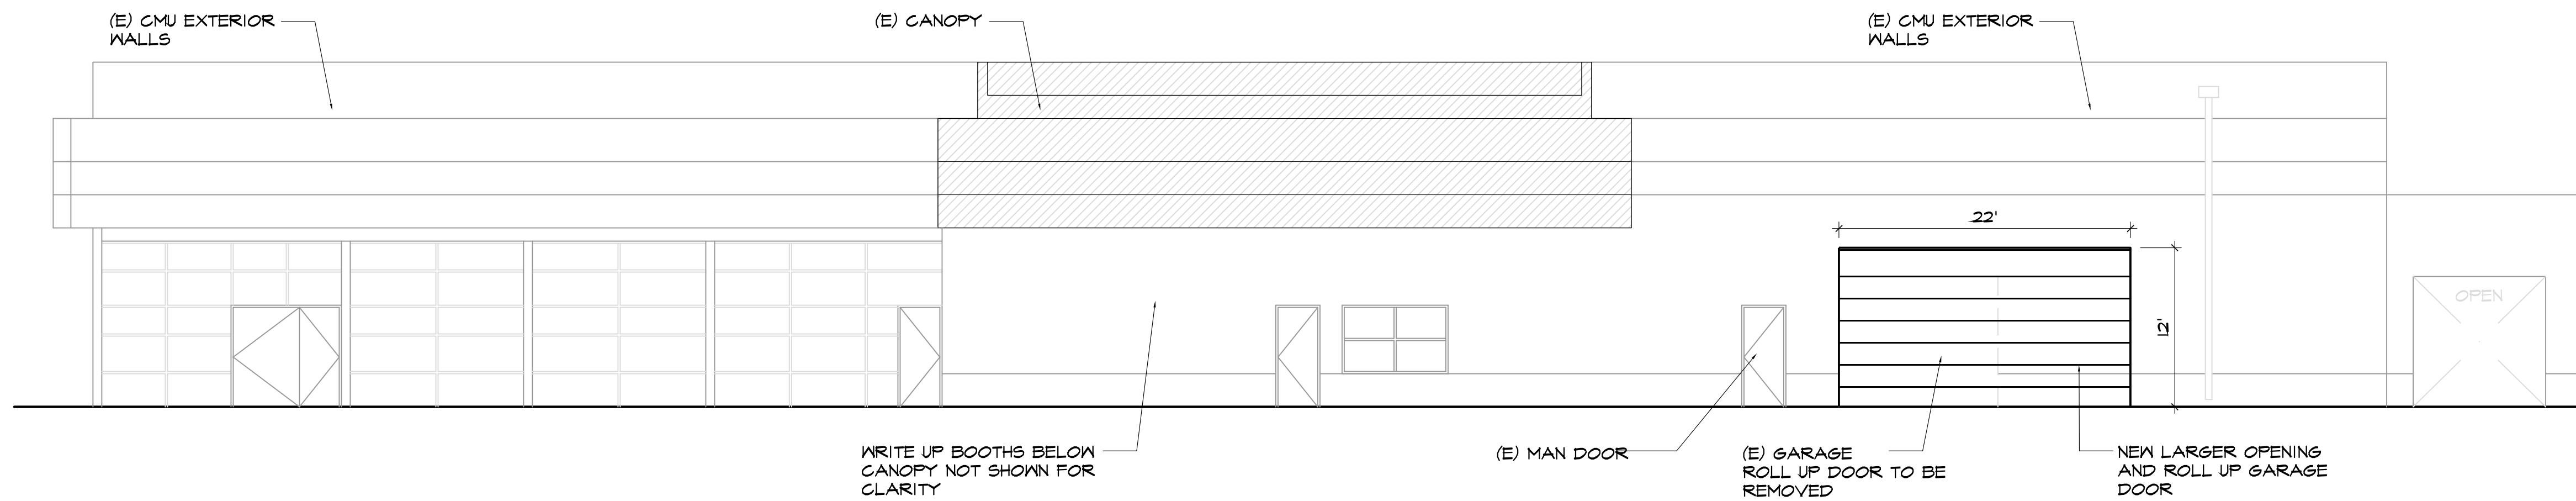 (E) CMU EXTERIOR
WALLS
(E) CANOPY
(E) CMU EXTERIOR
WALLS
22'
12'
OPEN
WRITE UP BOOTHS BELOW
CANOPY NOT SHOWN FOR
CLARITY
(E) MAN DOOR
(E) GARAGE
ROLL UP DOOR TO BE
REMOVED
NEW LARGER OPENING
AND ROLL UP GARAGE
DOOR